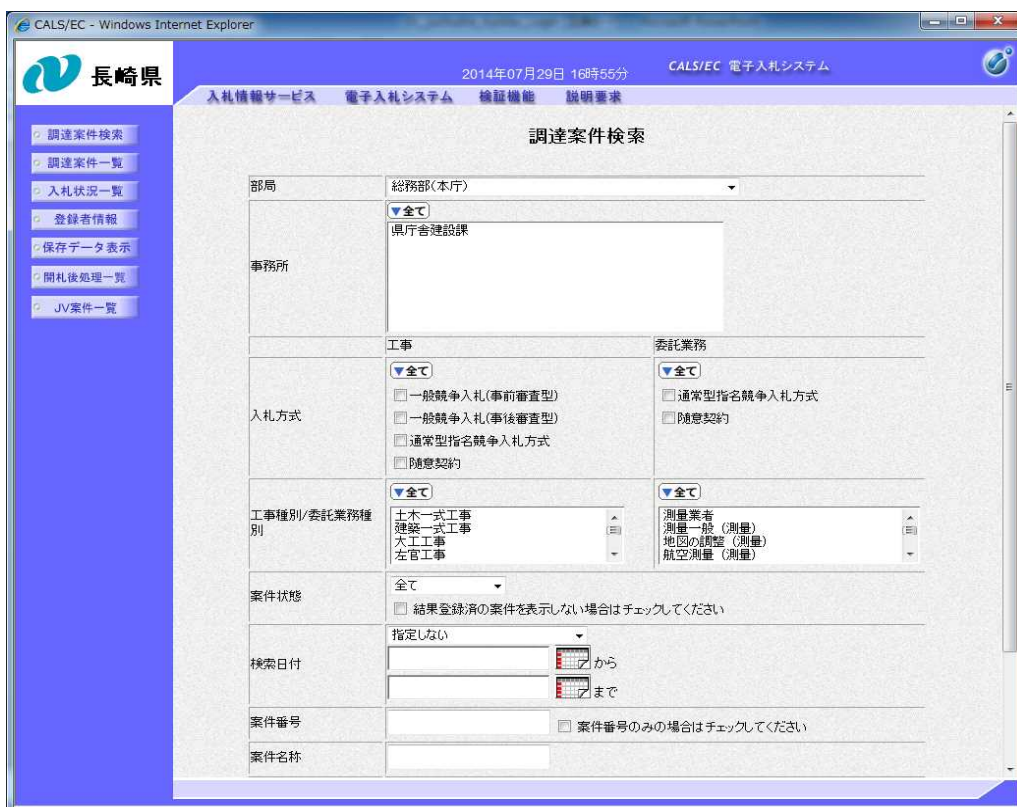 CALS/EC - Windows Internet Explorer
長崎県
2014年07月29日 16時55分
CALS/EC 電子入札システム
入札情報サービス 電子入札システム 検証機能 説明要求
調達案件検索
調達案件一覧
入札状況一覧
登録者情報
保存データ表示
開札後処理一覧
JV案件一覧
調達案件検索
部局 総務部(本庁)
▼全て
事務所 県庁舎建設課
工事 委託業務
入札方式
▼全て ▼全て
一般競争入札(事前審査型) 通常型指名競争入札方式
一般競争入札(事後審査型) 随意契約
通常型指名競争入札方式
随意契約
工事種別/委託業務種別
▼全て ▼全て
土木一式工事 測量業者
建築一式工事 測量一般 (測量)
大工工事 地図の調整 (測量)
左官工事 航空測量 (測量)
案件状態 全て
結果登録済の案件を表示しない場合はチェックしてください
検索日付 指定しない
から
まで
案件番号 案件番号のみの場合はチェックしてください
案件名称